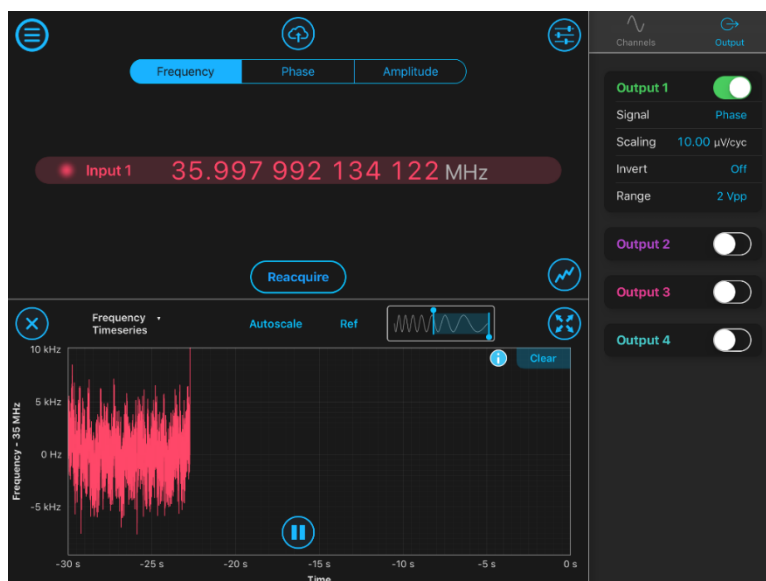 Frequency Phase Amplitude
Input 1 35.997 992 134 122 MHz
Reacquire
Frequency
Timeseries
Autoscale Ref
Clear
Frequency - 35 MHz
10 kHz
5 kHz
0 Hz
-5 kHz
-30 s -25 s -20 s -15 s -10 s -5 s 0 s
Time
Channels Output
Output 1
Signal Phase
Scaling 10.00 µV/cyc
Invert Off
Range 2 Vpp
Output 2
Output 3
Output 4